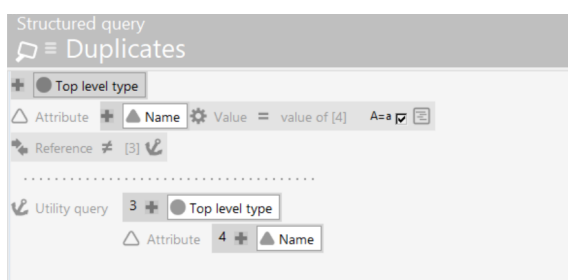 Structured query
Duplicates
Top level type
Attribute Name Value = value of [4] A=a
Reference ≠ [3]
Utility query 3 Top level type
Attribute 4 Name